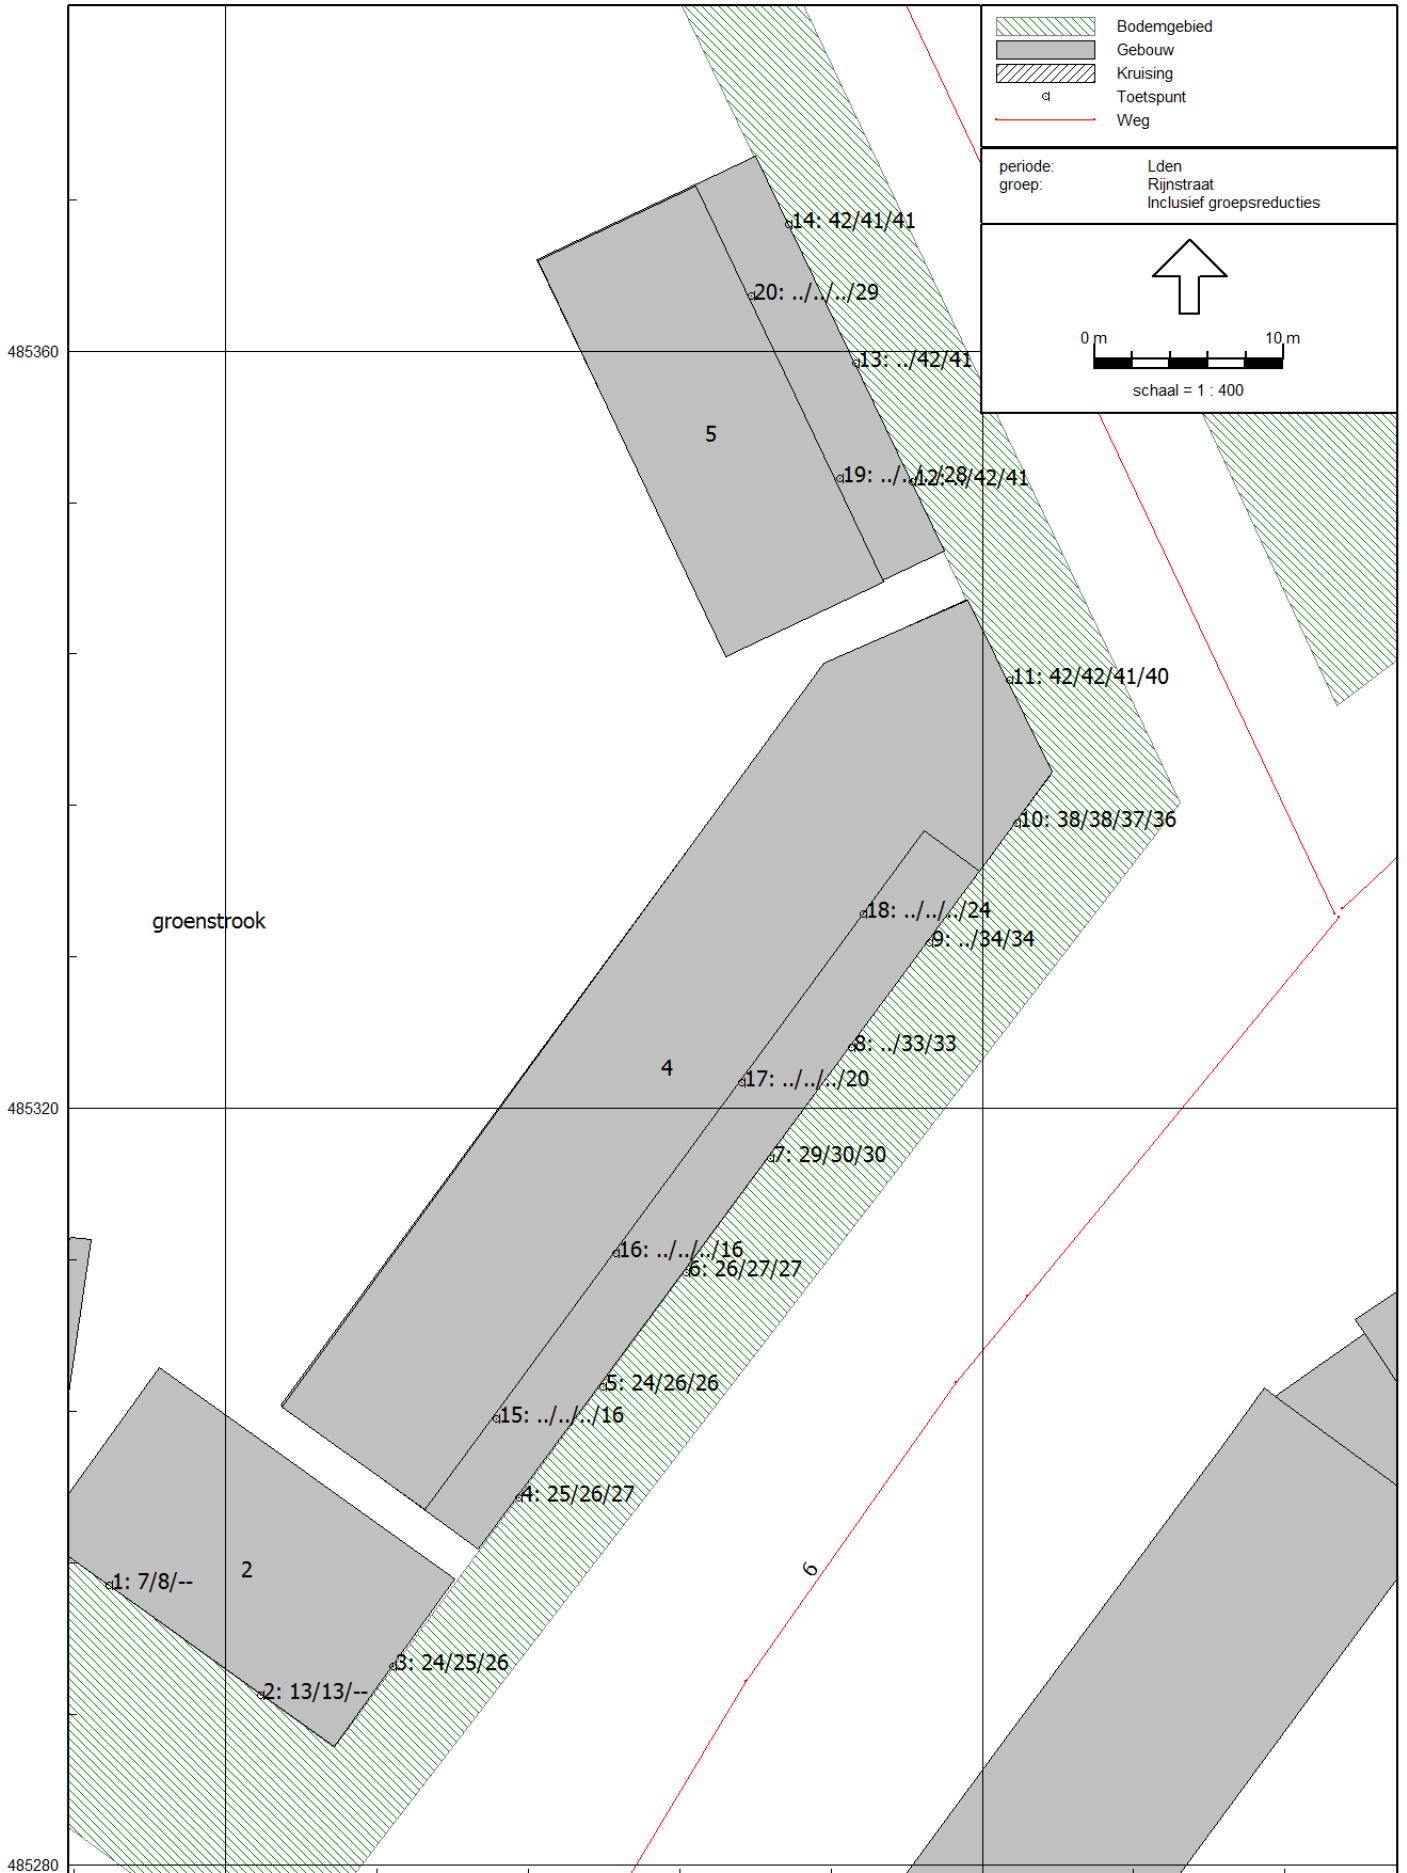 Bodemgebied
Gebouw
Kruising
Toetspunt
Weg
periode: Lden
groep: Rijnstraat
Inclusief groepsreducties
0 m 10 m
schaal = 1 : 400
14: 42/41/41
20: ../../../29
485360
13: ../42/41
5
19: ../../../28
12: ../42/41
11: 42/42/41/40
10: 38/38/37/36
18: ../../../24
groenstrook
9: ../34/34
8: ../33/33
4
17: ../../../20
485320
7: 29/30/30
16: ../../../16
6: 26/27/27
5: 24/26/26
15: ../../../16
4: 25/26/27
2
6
1: 7/8/--
3: 24/25/26
2: 13/13/--
485280